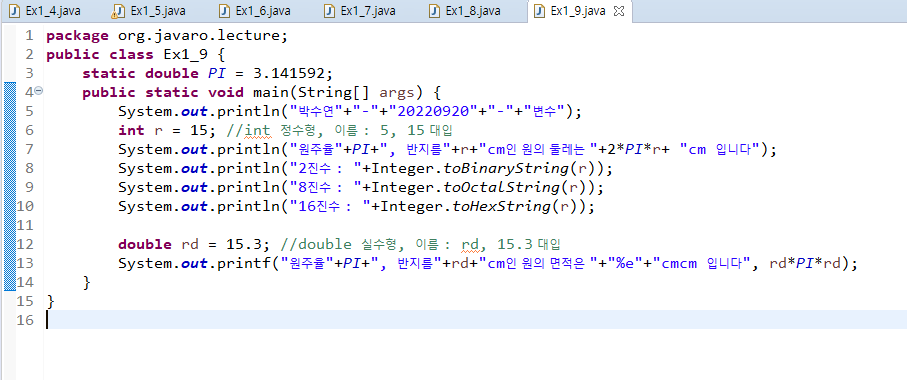 Ex1_4.java Ex1_5.java Ex1_6.java Ex1_7.java Ex1_8.java Ex1_9.java
1 package org.javaro.lecture;
2 public class Ex1_9 {
3 static double PI = 3.141592;
4 public static void main(String[] args) {
5 System.out.println("박수연"+"-"+"20220920"+"-"+"변수");
6 int r = 15; //int 정수형, 이름 : 5, 15 대입
7 System.out.println("원주율"+PI+", 반지름"+r+"cm인 원의 둘레는 "+2*PI*r+ "cm 입니다");
8 System.out.println("2진수 : "+Integer.toBinaryString(r));
9 System.out.println("8진수 : "+Integer.toOctalString(r));
10 System.out.println("16진수 : "+Integer.toHexString(r));
11
12 double rd = 15.3; //double 실수형, 이름 : rd, 15.3 대입
13 System.out.printf("원주율"+PI+", 반지름"+rd+"cm인 원의 면적은 "+"%e"+"cmcm 입니다", rd*PI*rd);
14 }
15 }
16